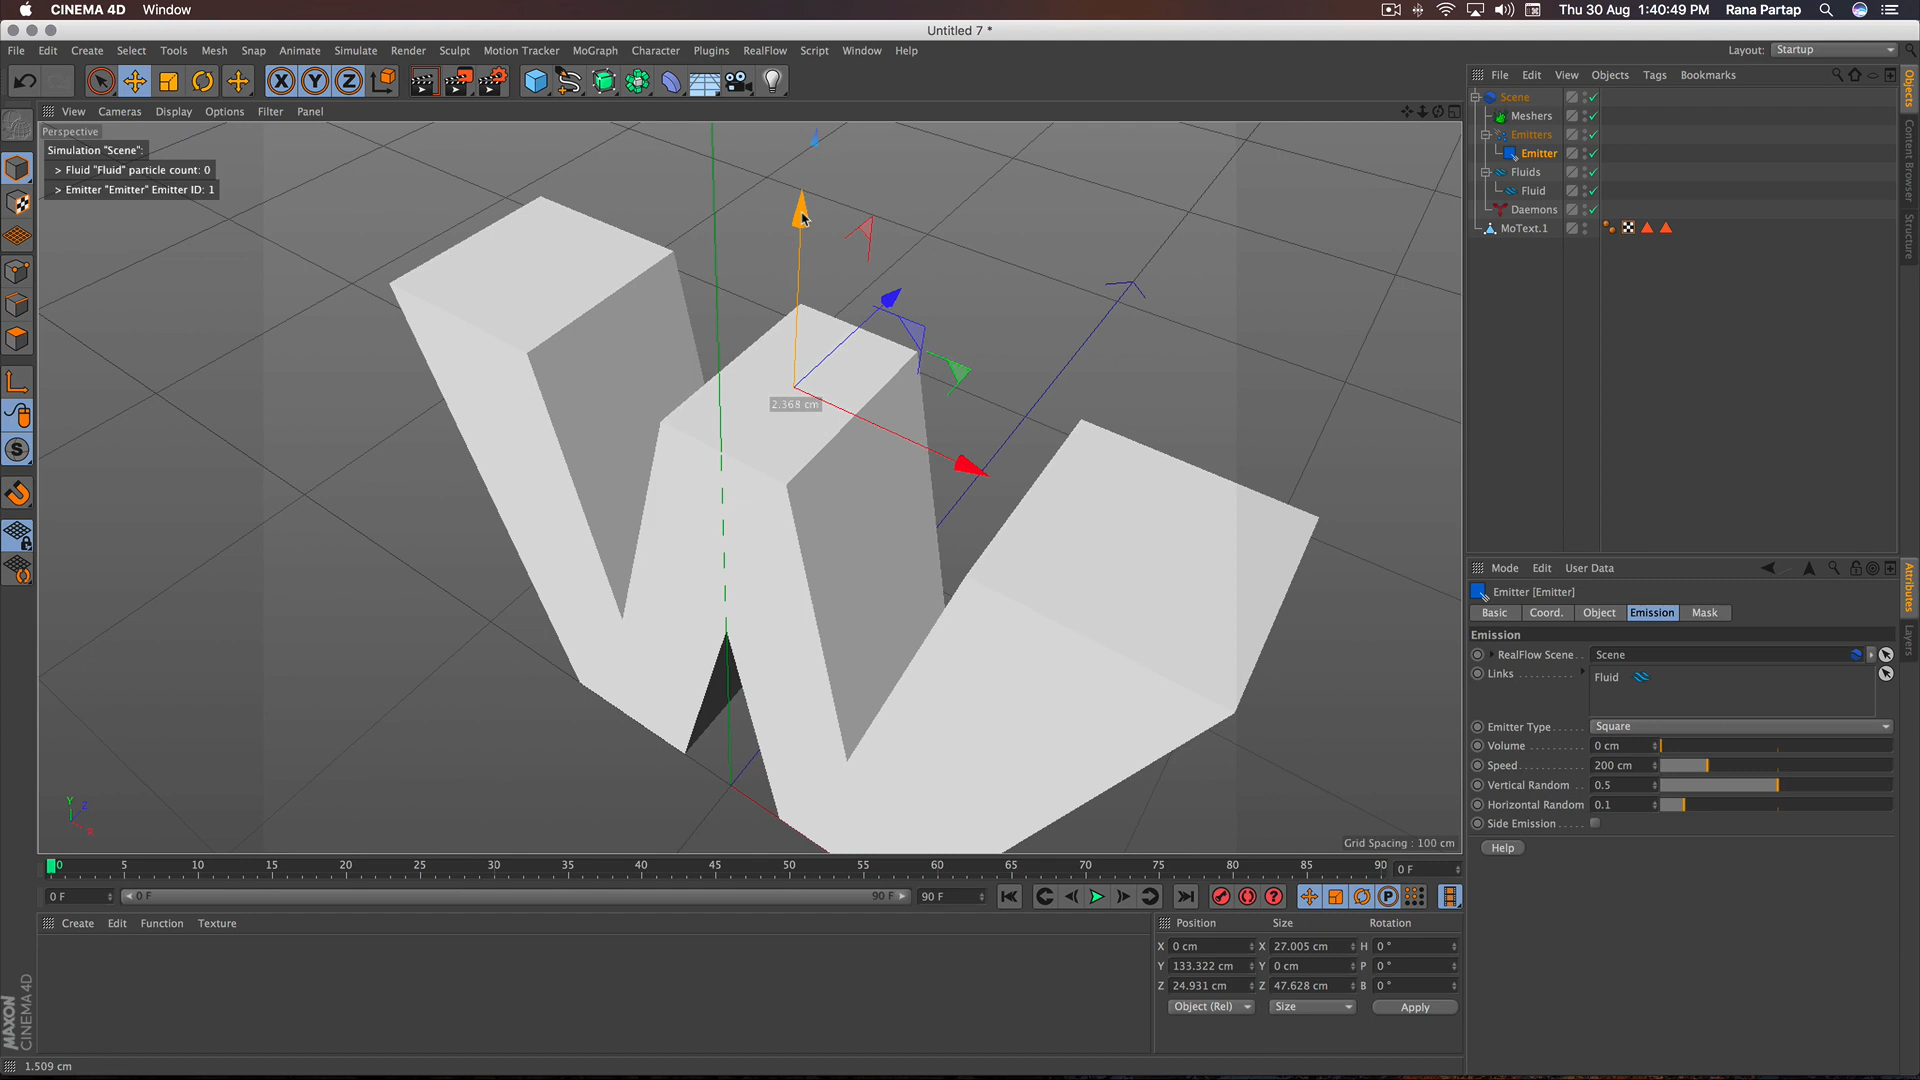 CINEMA 4D Window Thu 30 Aug 1:40:49 PM Rana Partap
Untitled 7 *
File Edit Create Select Tools Mesh Snap Animate Simulate Render Sculpt Motion Tracker MoGraph Character Plugins RealFlow Script Window Help Layout: Startup
X Y Z
File Edit View Objects Tags Bookmarks
View Cameras Display Options Filter Panel
Perspective
Simulation "Scene":
> Fluid "Fluid" particle count: 0
> Emitter "Emitter" Emitter ID: 1
2.368 cm
Y Z X
Grid Spacing : 100 cm
Scene
Meshers
Emitters
Emitter
Fluids
Fluid
Daemons
MoText.1
Objects
Content Browser
Structure
Mode Edit User Data
Emitter [Emitter]
Basic Coord. Object Emission Mask
Emission
RealFlow Scene Scene
Links Fluid
Emitter Type Square
Volume 0 cm
Speed 200 cm
Vertical Random 0.5
Horizontal Random 0.1
Side Emission
Help
Attributes
Layers
0 5 10 15 20 25 30 35 40 45 50 55 60 65 70 75 80 85 90 0 F
0 F 0 F 90 F 90 F
Create Edit Function Texture
Position Size Rotation
X 0 cm X 27.005 cm H 0 °
Y 133.322 cm Y 0 cm P 0 °
Z 24.931 cm Z 47.628 cm B 0 °
Object (Rel) Size Apply
MAXON CINEMA 4D
1.509 cm